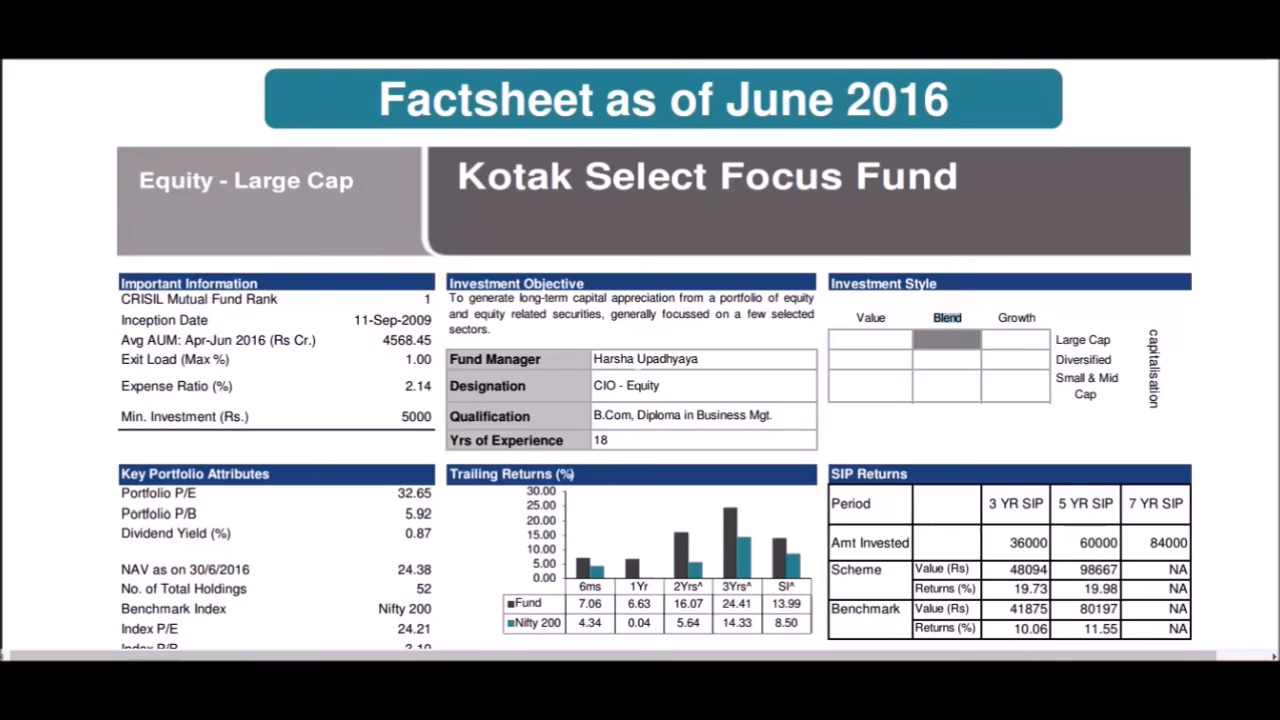 Factsheet as of June 2016
Equity - Large Cap
Kotak Select Focus Fund
Important Information
CRISIL Mutual Fund Rank 1
Inception Date 11-Sep-2009
Avg AUM: Apr-Jun 2016 (Rs Cr.) 4568.45
Exit Load (Max %) 1.00
Expense Ratio (%) 2.14
Min. Investment (Rs.) 5000
Investment Objective
To generate long-term capital appreciation from a portfolio of equity
and equity related securities, generally focussed on a few selected
sectors.
Fund Manager Harsha Upadhyaya
Designation CIO - Equity
Qualification B.Com, Diploma in Business Mgt.
Yrs of Experience 18
Investment Style
Value Blend Growth
Large Cap
Diversified
Small & Mid
Cap
capitalisation
Key Portfolio Attributes
Portfolio P/E 32.65
Portfolio P/B 5.92
Dividend Yield (%) 0.87
NAV as on 30/6/2016 24.38
No. of Total Holdings 52
Benchmark Index Nifty 200
Index P/E 24.21
Index P/B 3.10
Trailing Returns (%)
30.00
25.00
20.00
15.00
10.00
5.00
0.00
6ms 1Yr 2Yrs^ 3Yrs^ SI^
Fund 7.06 6.63 16.07 24.41 13.99
Nifty 200 4.34 0.04 5.64 14.33 8.50
SIP Returns
Period 3 YR SIP 5 YR SIP 7 YR SIP
Amt Invested 36000 60000 84000
Scheme Value (Rs) 48094 98667 NA
Returns (%) 19.73 19.98 NA
Benchmark Value (Rs) 41875 80197 NA
Returns (%) 10.06 11.55 NA